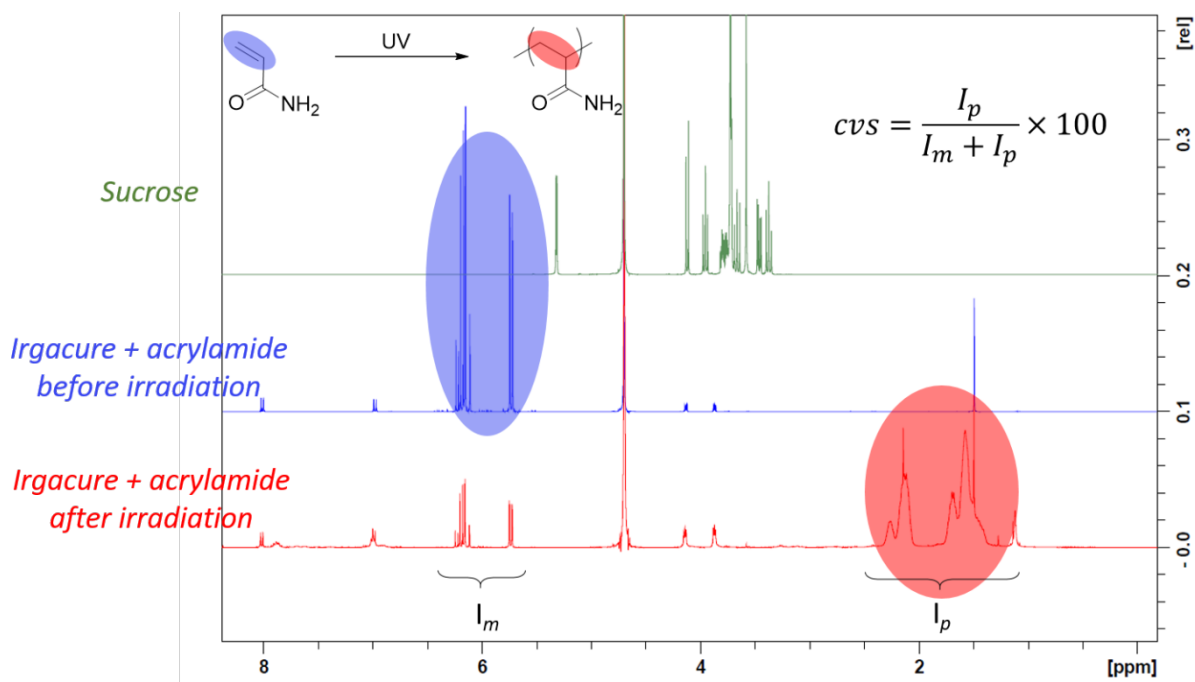 UV
O
NH2
O
NH2
cvs = Ip / (Im + Ip) × 100
Sucrose
Irgacure + acrylamide
before irradiation
Irgacure + acrylamide
after irradiation
[rel]
0.3
0.2
0.1
- 0.0
Im
Ip
8
6
4
2
[ppm]